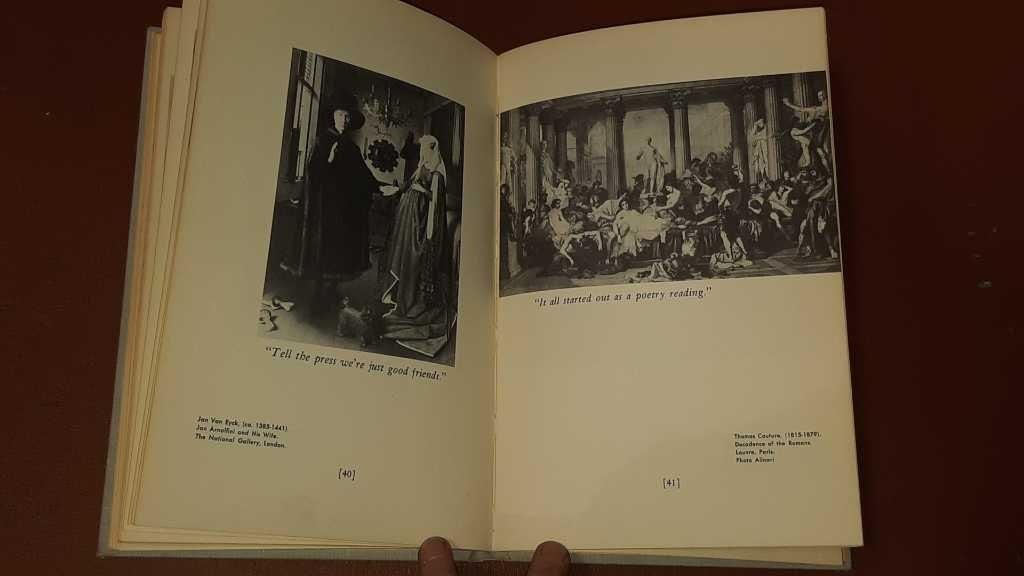 "Tell the press we're just good friends."
Jan Van Eyck, (ca. 1385-1441).
Jan Arnolfini and His Wife.
The National Gallery, London.
[40]
"It all started out as a poetry reading."
Thomas Couture, (1815-1879).
Decadence of the Romans
Louvre, Paris.
Photo Alinari
[41]